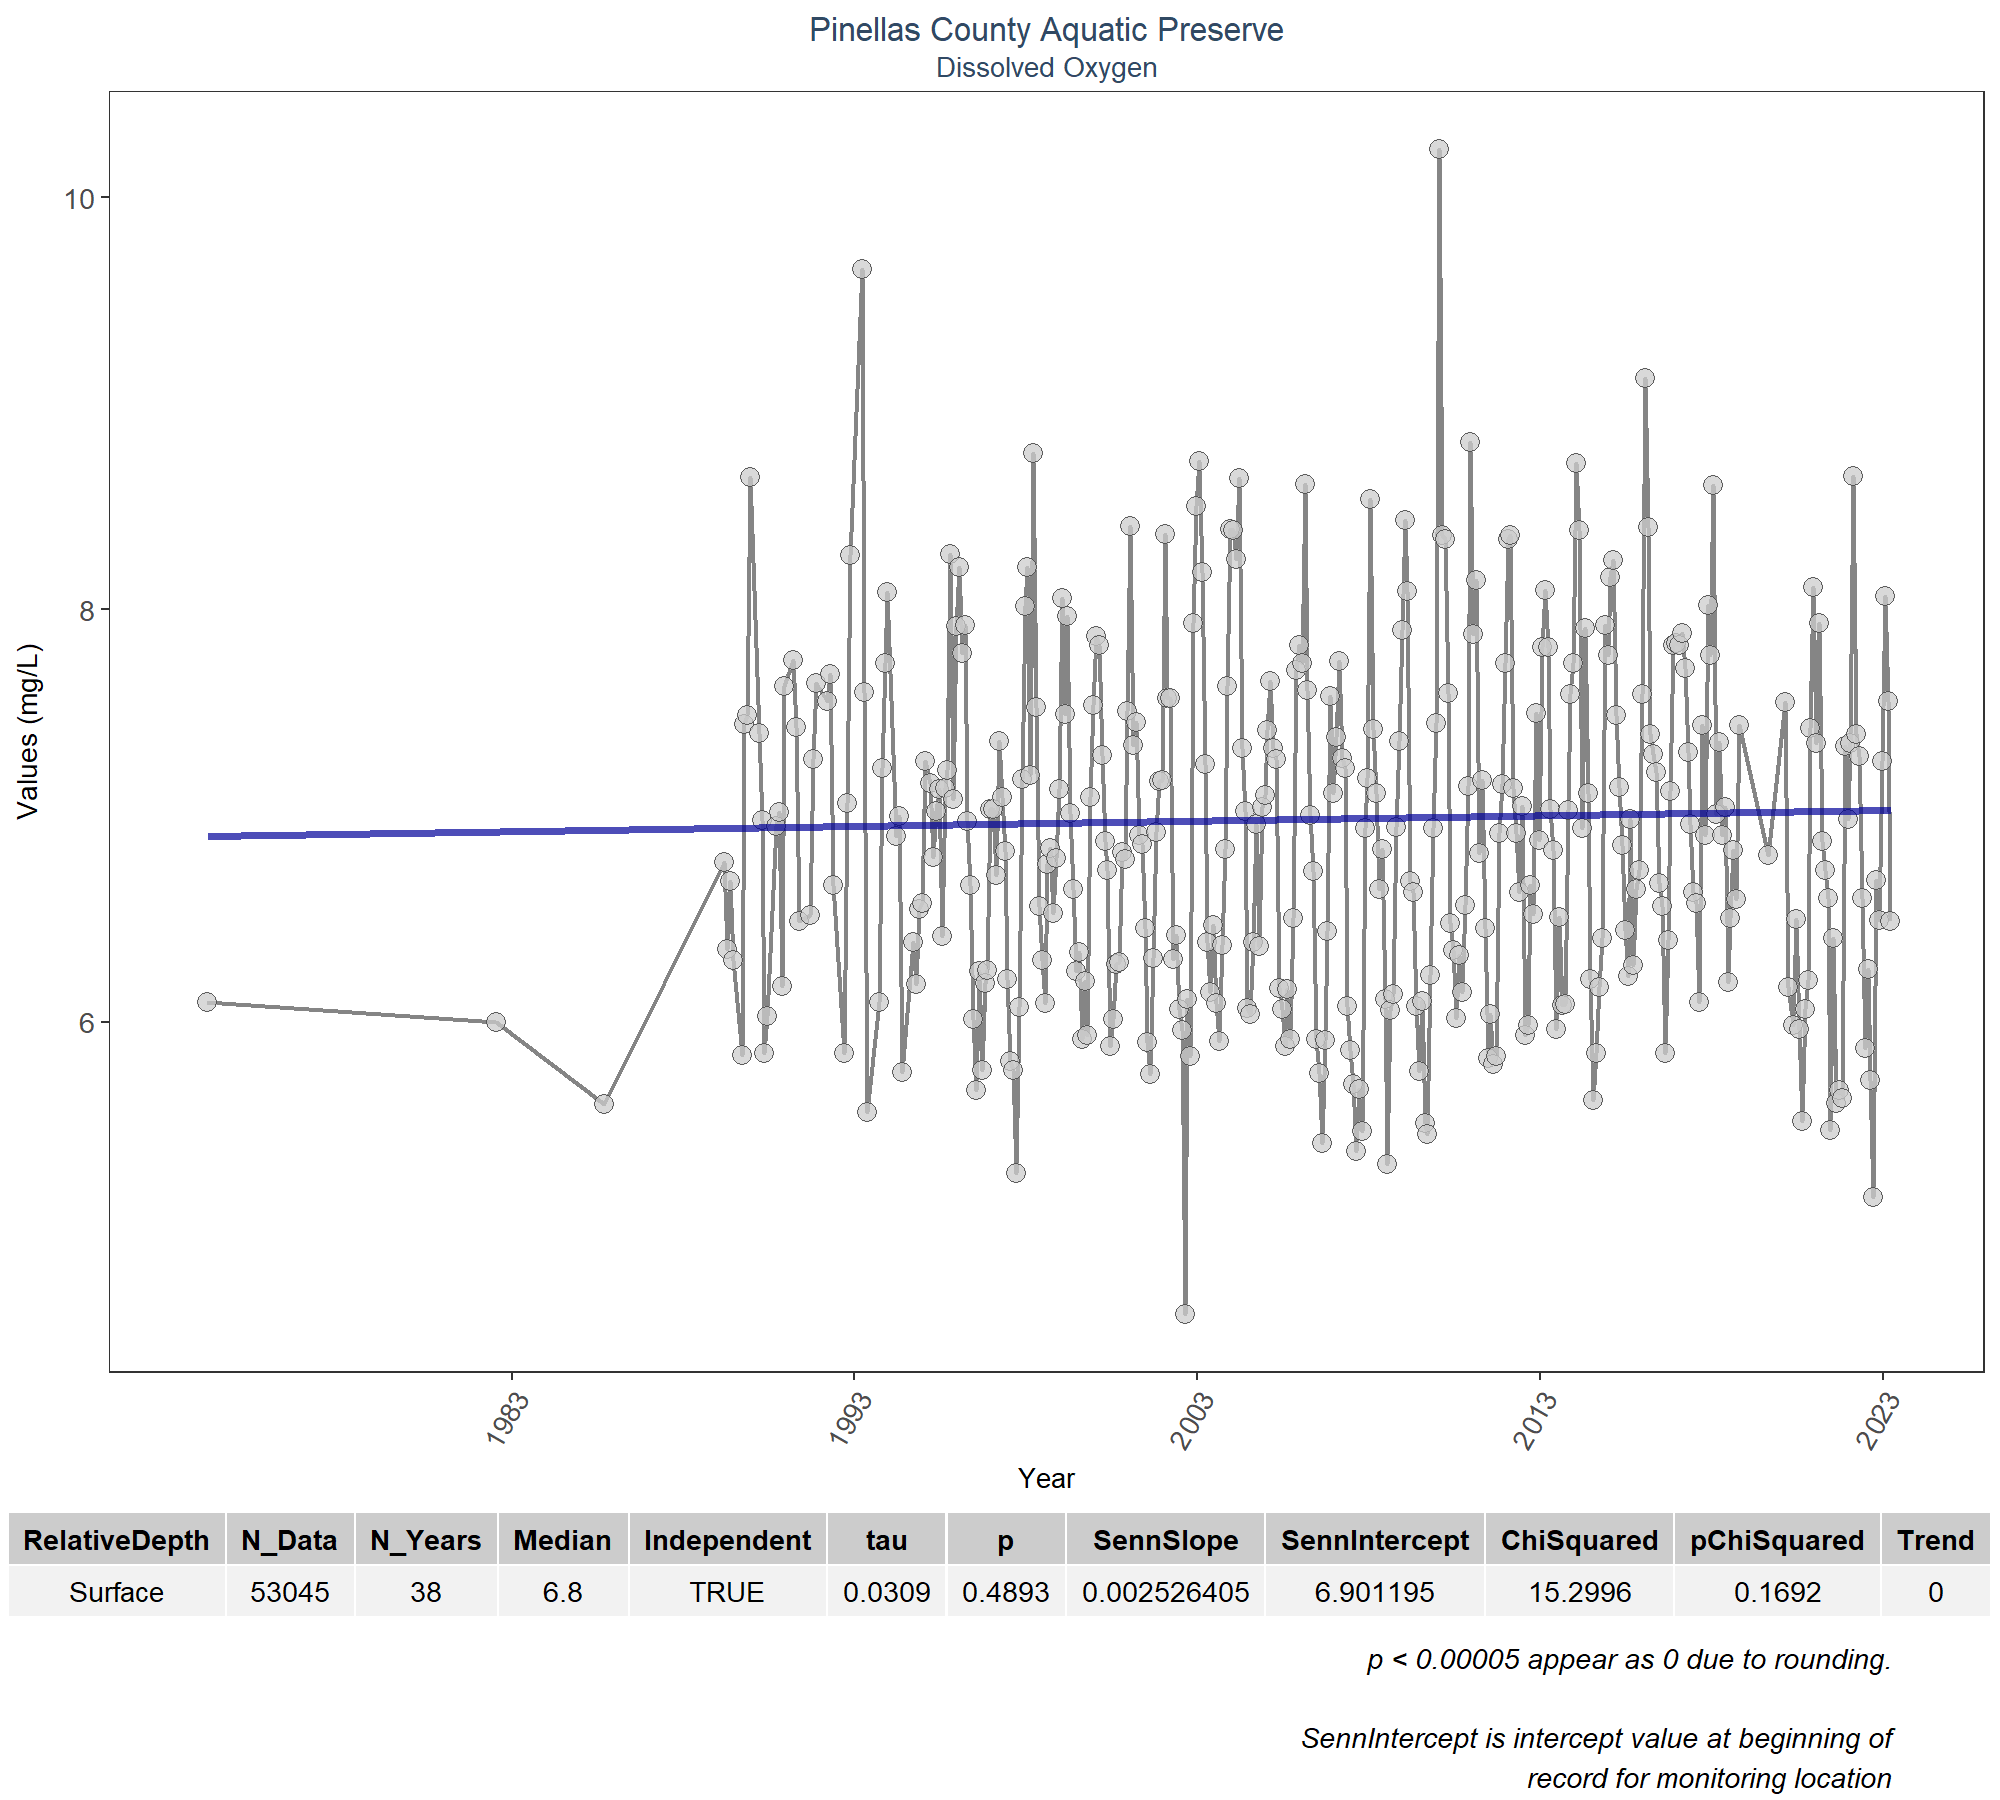 Pinellas County Aquatic Preserve
Dissolved Oxygen
10
8
6
Values (mg/L)
1983
1993
2003
2013
2023
Year
RelativeDepth N_Data N_Years Median Independent tau p SennSlope SennIntercept ChiSquared pChiSquared Trend
Surface 53045 38 6.8 TRUE 0.0309 0.4893 0.002526405 6.901195 15.2996 0.1692 0
p < 0.00005 appear as 0 due to rounding.
SennIntercept is intercept value at beginning of
record for monitoring location